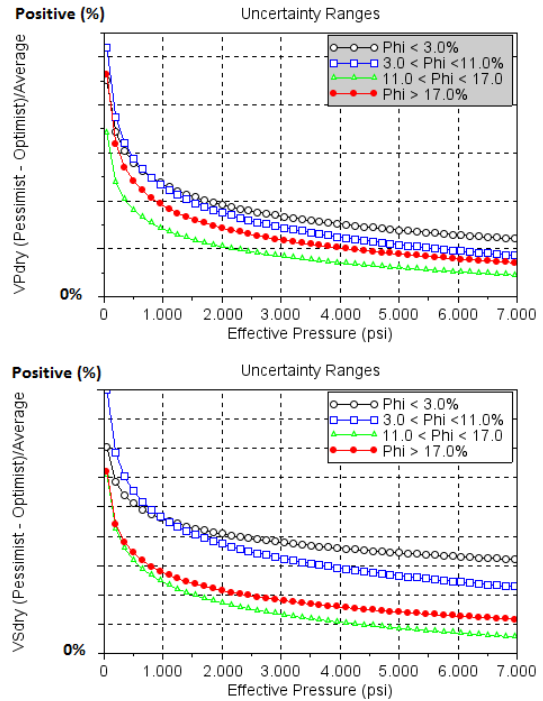 Positive (%)
Uncertainty Ranges
VPdry (Pessimist - Optimist)/Average
Phi < 3.0%
3.0 < Phi <11.0%
11.0 < Phi < 17.0
Phi > 17.0%
0%
0 1.000 2.000 3.000 4.000 5.000 6.000 7.000
Effective Pressure (psi)
Positive (%)
Uncertainty Ranges
VSdry (Pessimist - Optimist)/Average
Phi < 3.0%
3.0 < Phi <11.0%
11.0 < Phi < 17.0
Phi > 17.0%
0%
0 1.000 2.000 3.000 4.000 5.000 6.000 7.000
Effective Pressure (psi)